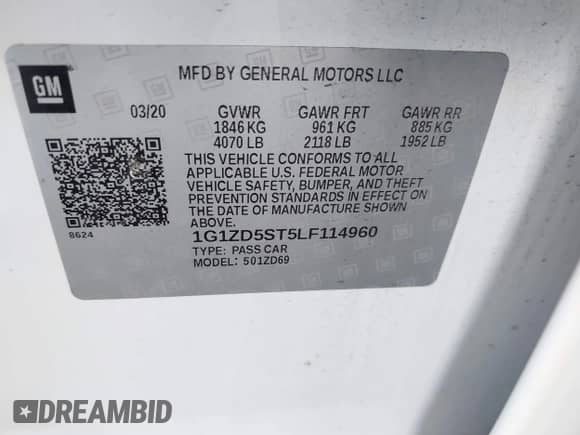 GM
MFD BY GENERAL MOTORS LLC
03/20 GVWR GAWR FRT GAWR RR
1846 KG 961 KG 885 KG
4070 LB 2118 LB 1952 LB
THIS VEHICLE CONFORMS TO ALL
APPLICABLE U.S. FEDERAL MOTOR
VEHICLE SAFETY, BUMPER, AND THEFT
PREVENTION STANDARDS IN EFFECT ON
THE DATE OF MANUFACTURE SHOWN
ABOVE.
8624
1G1ZD5ST5LF114960
TYPE: PASS CAR
MODEL: 501ZD69
DREAMBID